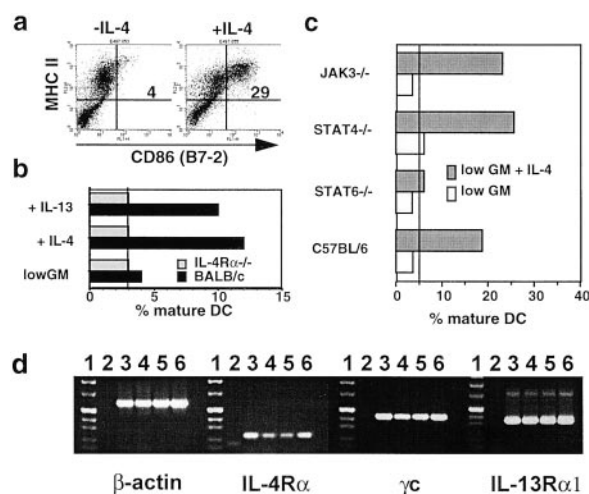 a
-IL-4
+IL-4
MHC II
4
29
CD86 (B7-2)
b
+ IL-13
+ IL-4
lowGM
IL-4Rα-/-
BALB/c
0 5 10 15
% mature DC
c
JAK3-/-
STAT4-/-
STAT6-/-
C57BL/6
low GM + IL-4
low GM
0 10 20 30 40
% mature DC
d
1 2 3 4 5 6 1 2 3 4 5 6 1 2 3 4 5 6 1 2 3 4 5 6
β-actin IL-4Rα γc IL-13Rα1